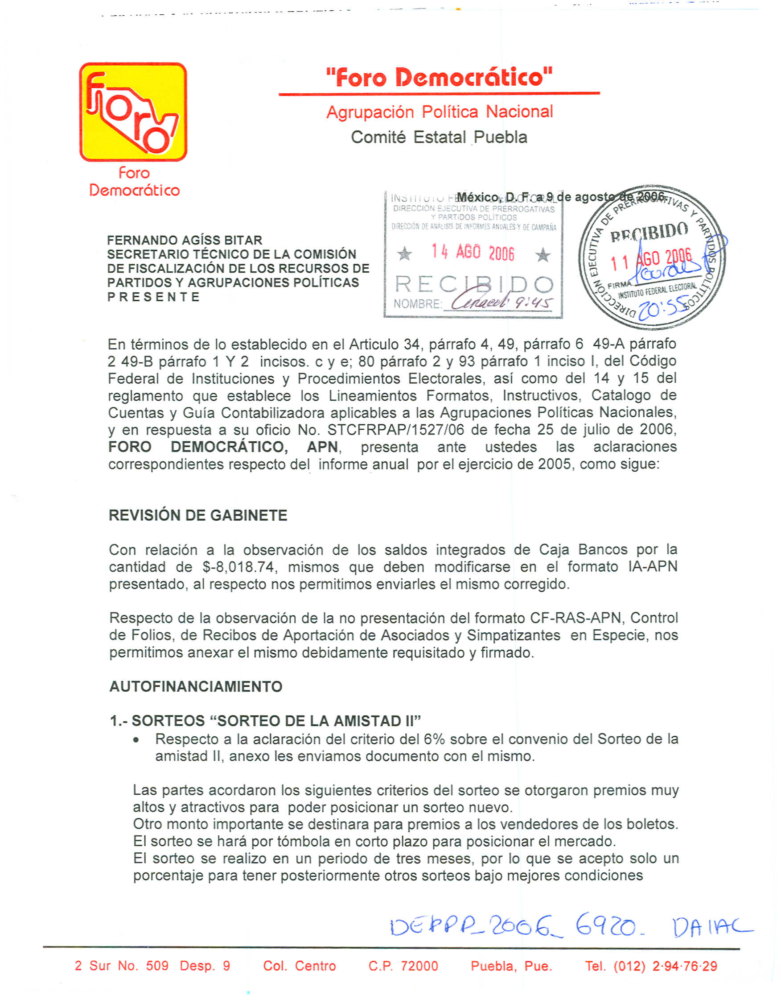 "Foro Democrático"
Agrupación Política Nacional
Comité Estatal Puebla
Foro
Foro
Democrático
México, D. F. a 9 de agosto de 2006.
INSTITUTO FEDERAL ELECTORAL
DIRECCIÓN EJECUTIVA DE PRERROGATIVAS
Y PARTIDOS POLÍTICOS
DIRECCIÓN DE ANÁLISIS DE INFORMES ANUALES Y DE CAMPAÑA
14 AGO 2006
RECIBIDO
NOMBRE: 9:45
DIRECCIÓN EJECUTIVA DE PRERROGATIVAS Y PARTIDOS POLÍTICOS
RECIBIDO
11 AGO 2006
FIRMA.
INSTITUTO FEDERAL ELECTORAL
20:55
FERNANDO AGÍSS BITAR
SECRETARIO TÉCNICO DE LA COMISIÓN
DE FISCALIZACIÓN DE LOS RECURSOS DE
PARTIDOS Y AGRUPACIONES POLÍTICAS
P R E S E N T E
En términos de lo establecido en el Articulo 34, párrafo 4, 49, párrafo 6 49-A párrafo
2 49-B párrafo 1 Y 2 incisos. c y e; 80 párrafo 2 y 93 párrafo 1 inciso I, del Código
Federal de Instituciones y Procedimientos Electorales, así como del 14 y 15 del
reglamento que establece los Lineamientos Formatos, Instructivos, Catalogo de
Cuentas y Guía Contabilizadora aplicables a las Agrupaciones Políticas Nacionales,
y en respuesta a su oficio No. STCFRPAP/1527/06 de fecha 25 de julio de 2006,
FORO DEMOCRÁTICO, APN, presenta ante ustedes las aclaraciones
correspondientes respecto del informe anual por el ejercicio de 2005, como sigue:
REVISIÓN DE GABINETE
Con relación a la observación de los saldos integrados de Caja Bancos por la
cantidad de $-8,018.74, mismos que deben modificarse en el formato IA-APN
presentado, al respecto nos permitimos enviarles el mismo corregido.
Respecto de la observación de la no presentación del formato CF-RAS-APN, Control
de Folios, de Recibos de Aportación de Asociados y Simpatizantes en Especie, nos
permitimos anexar el mismo debidamente requisitado y firmado.
AUTOFINANCIAMIENTO
1.- SORTEOS “SORTEO DE LA AMISTAD II”
• Respecto a la aclaración del criterio del 6% sobre el convenio del Sorteo de la
amistad II, anexo les enviamos documento con el mismo.
Las partes acordaron los siguientes criterios del sorteo se otorgaron premios muy
altos y atractivos para poder posicionar un sorteo nuevo.
Otro monto importante se destinara para premios a los vendedores de los boletos.
El sorteo se hará por tómbola en corto plazo para posicionar el mercado.
El sorteo se realizo en un periodo de tres meses, por lo que se acepto solo un
porcentaje para tener posteriormente otros sorteos bajo mejores condiciones
DEPPP_2006_6920. DAIAC
2 Sur No. 509 Desp. 9 Col. Centro C.P. 72000 Puebla, Pue. Tel. (012) 2·94·76·29